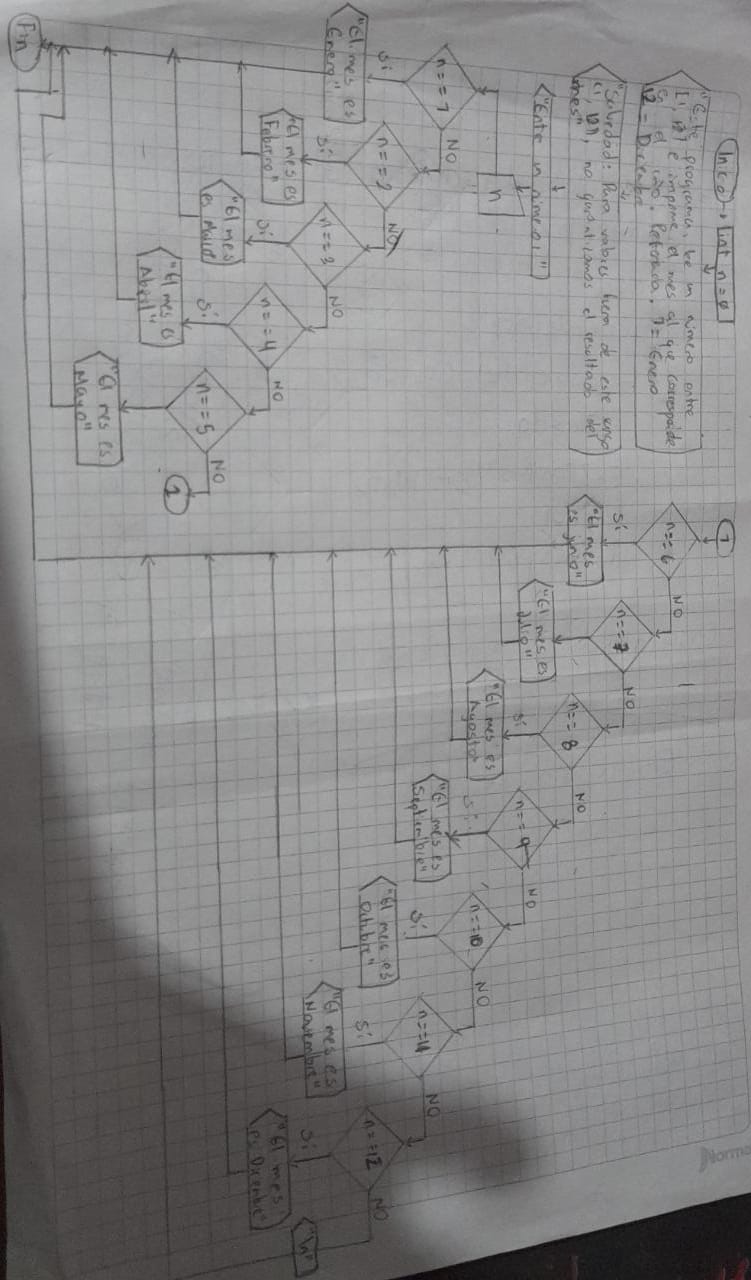 Inicio
int n = 0
"Este programa, lee un número entre
[1, 12] e imprime el mes al que corresponde
en el año.
1 = Enero
12 = Diciembre
Para valores fuera de este rango
no garantizamos el resultado del
mes"
"Entre un número:"
n
n == 1
NO
Sí
"El mes es
Enero"
n == 2
NO
Sí
"El mes es
Febrero"
n == 3
NO
Sí
"El mes
es Marzo"
n == 4
NO
Sí
"El mes es
Abril"
n == 5
NO
"El mes es
Mayo"
1
Fin
1
n == 6
NO
Sí
"El mes
es junio"
n == 7
NO
"El mes es
Julio"
n == 8
NO
Sí
"El mes es
Agosto"
n == 9
NO
Sí
"El mes es
Septiembre"
n == 10
NO
Sí
"El mes es
Octubre"
n == 11
NO
Sí
"El mes es
Noviembre"
n == 12
NO
Sí
"El mes
es Diciembre"
"\n"
Norma